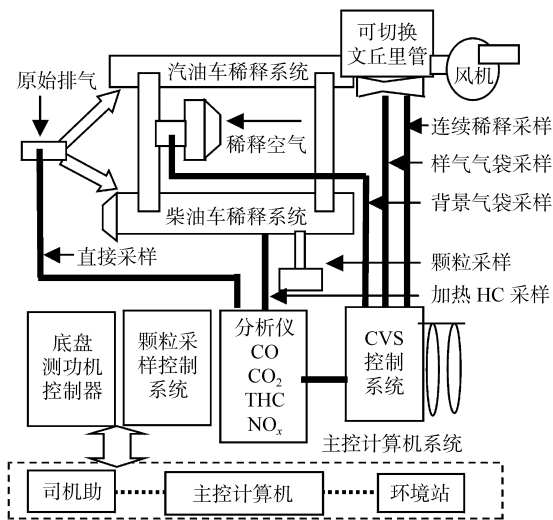 可切换
文丘里管
汽油车稀释系统
风机
原始排气
连续稀释采样
稀释空气
样气气袋采样
背景气袋采样
柴油车稀释系统
直接采样
颗粒采样
加热 HC 采样
底盘
测功机
控制器
颗粒采
样控制
系统
分析仪
CO
CO₂
THC
NOₓ
CVS
控制
系统
主控计算机系统
司机助
主控计算机
环境站